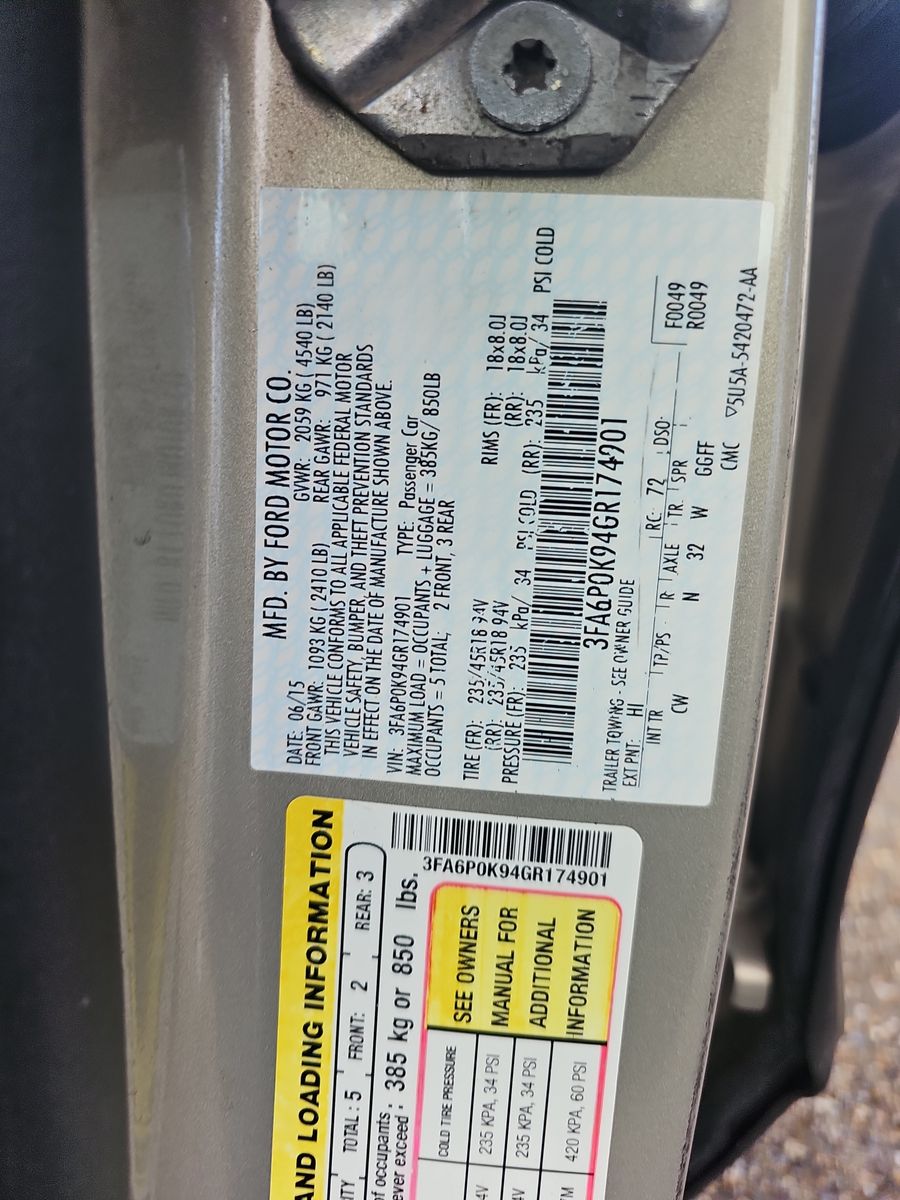 MFD. BY FORD MOTOR CO.
DATE: 06/15 GVWR: 2059 KG ( 4540 LB)
FRONT GAWR: 1093 KG ( 2410 LB) REAR GAWR: 971 KG ( 2140 LB)
THIS VEHICLE CONFORMS TO ALL APPLICABLE FEDERAL MOTOR
VEHICLE SAFETY, BUMPER, AND THEFT PREVENTION STANDARDS
IN EFFECT ON THE DATE OF MANUFACTURE SHOWN ABOVE.
VIN: 3FA6P0K94GR174901 TYPE: Passenger Car
MAXIMUM LOAD = OCCUPANTS + LUGGAGE = 385KG/ 850LB
OCCUPANTS = 5 TOTAL, 2 FRONT, 3 REAR
TIRE (FR): 235/45R18 94V RIMS (FR): 18x8.0J
(RR): 235/45R18 94V (RR): 18x8.0J
PRESSURE (FR): 235 kPa/ 34 PSI COLD (RR): 235 kPa/ 34 PSI COLD
3FA6P0K94GR174901
TRAILER TOWING - SEE OWNER GUIDE
EXT PNT: HI RC: 72 DSO: F0049
INT TR TP/PS R AXLE TR SPR R0049
CW N 32 W GGFF
CMC ▽5U5A-5420472-AA
AND LOADING INFORMATION
ITY TOTAL : 5 FRONT: 2 REAR: 3
of occupants
ever exceed : 385 kg or 850 lbs.
3FA6P0K94GR174901
COLD TIRE PRESSURE
4V 235 KPA, 34 PSI
4V 235 KPA, 34 PSI
M 420 KPA, 60 PSI
SEE OWNERS
MANUAL FOR
ADDITIONAL
INFORMATION